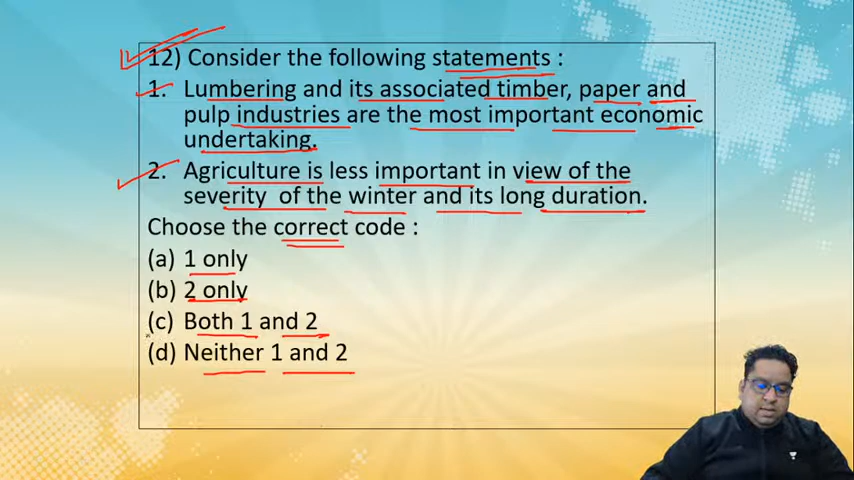 12) Consider the following statements :
1. Lumbering and its associated timber, paper and
pulp industries are the most important economic
undertaking.
2. Agriculture is less important in view of the
severity of the winter and its long duration.
Choose the correct code :
(a) 1 only
(b) 2 only
(c) Both 1 and 2
(d) Neither 1 and 2